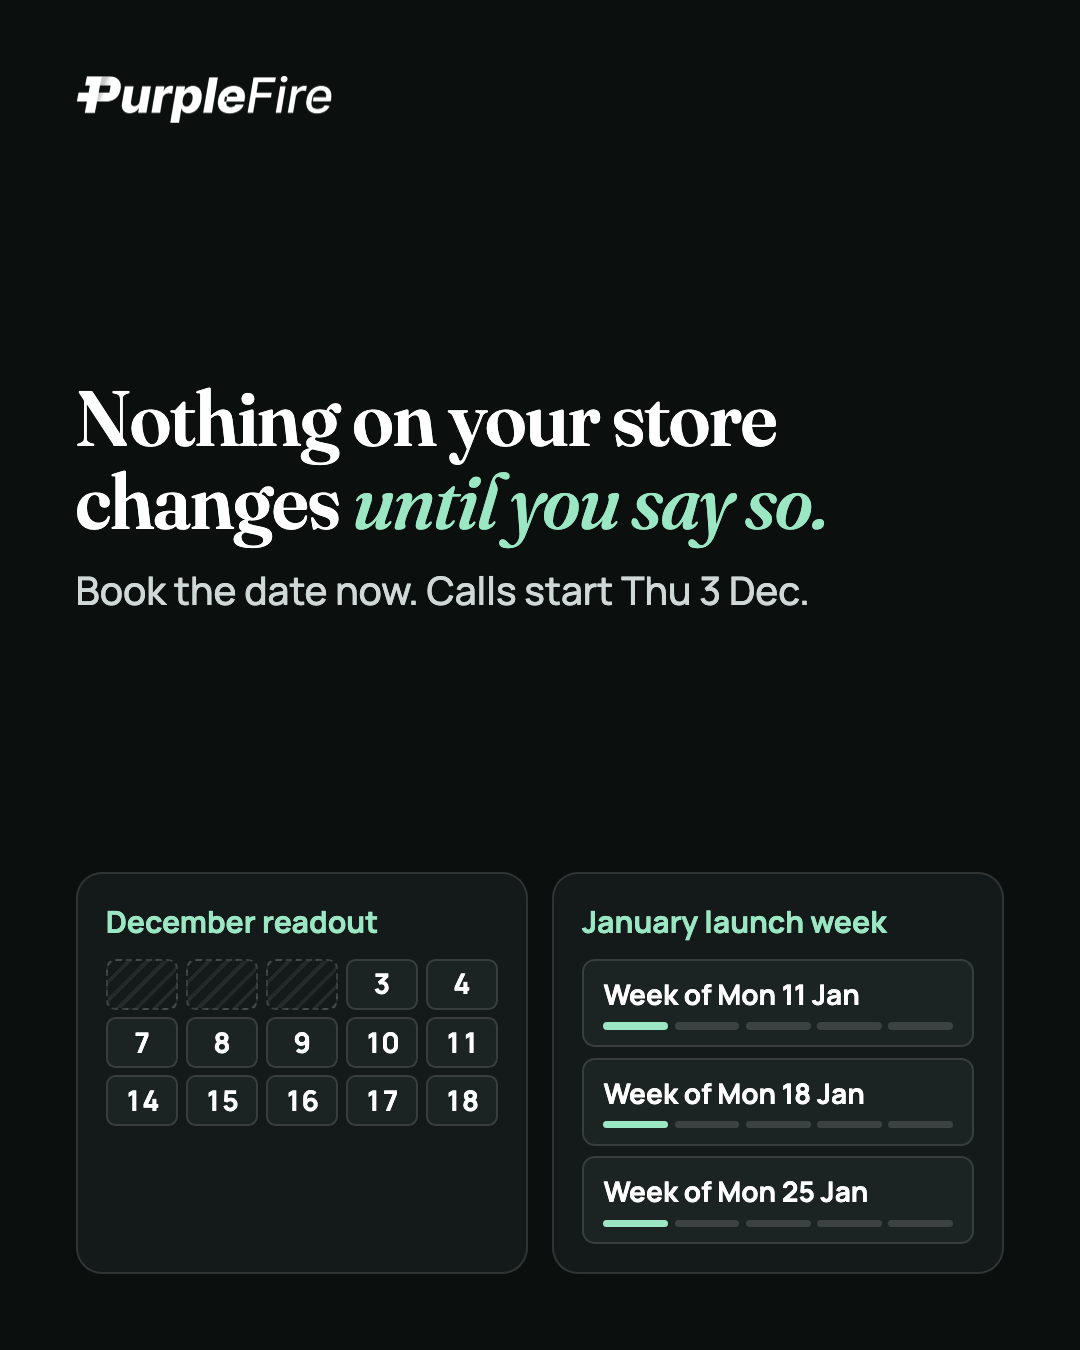 PurpleFire
Nothing on your store
changes until you say so.
Book the date now. Calls start Thu 3 Dec.
December readout
3 4
7 8 9 10 11
14 15 16 17 18
January launch week
Week of Mon 11 Jan
Week of Mon 18 Jan
Week of Mon 25 Jan